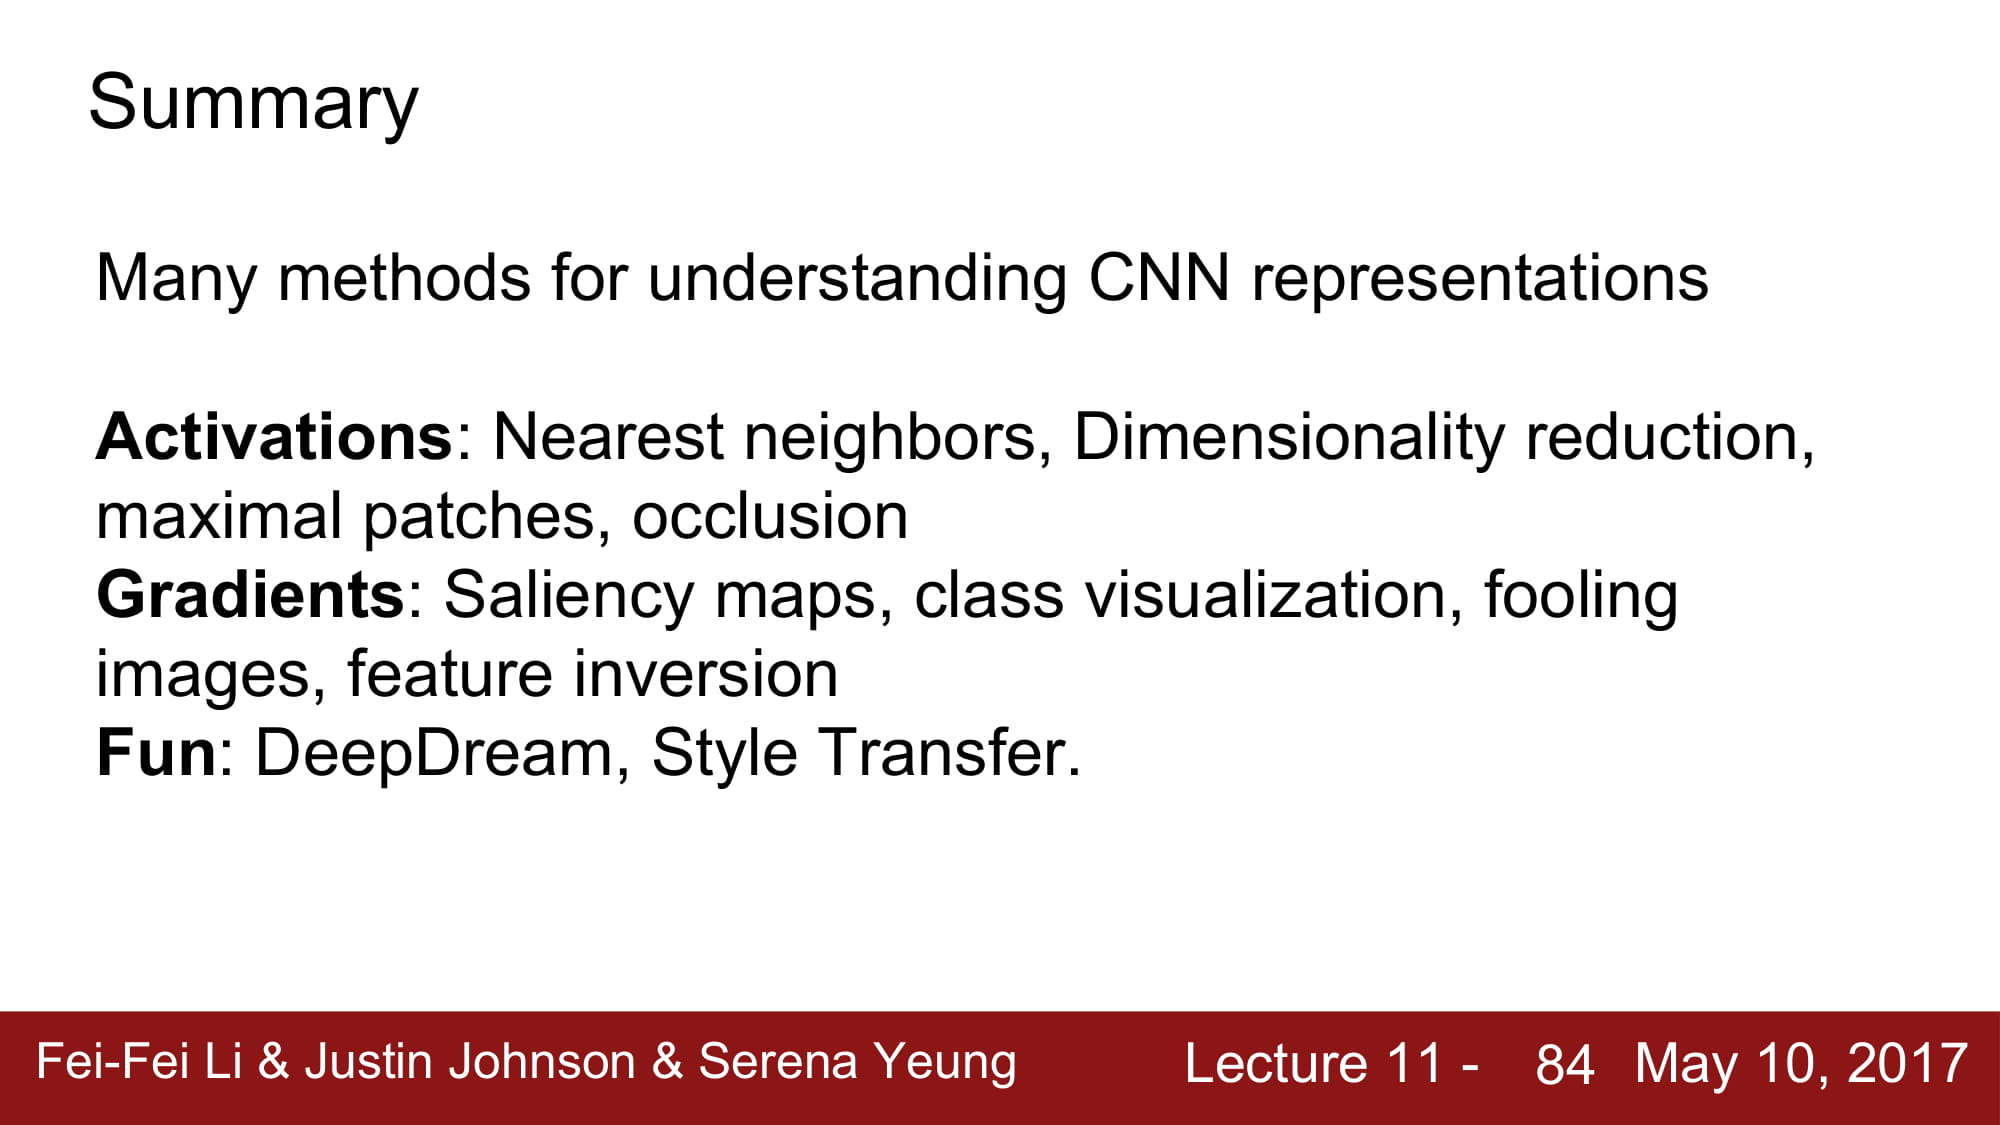 Summary
Many methods for understanding CNN representations
Activations: Nearest neighbors, Dimensionality reduction,
maximal patches, occlusion
Gradients: Saliency maps, class visualization, fooling
images, feature inversion
Fun: DeepDream, Style Transfer.
Fei-Fei Li & Justin Johnson & Serena Yeung Lecture 11 - 84 May 10, 2017